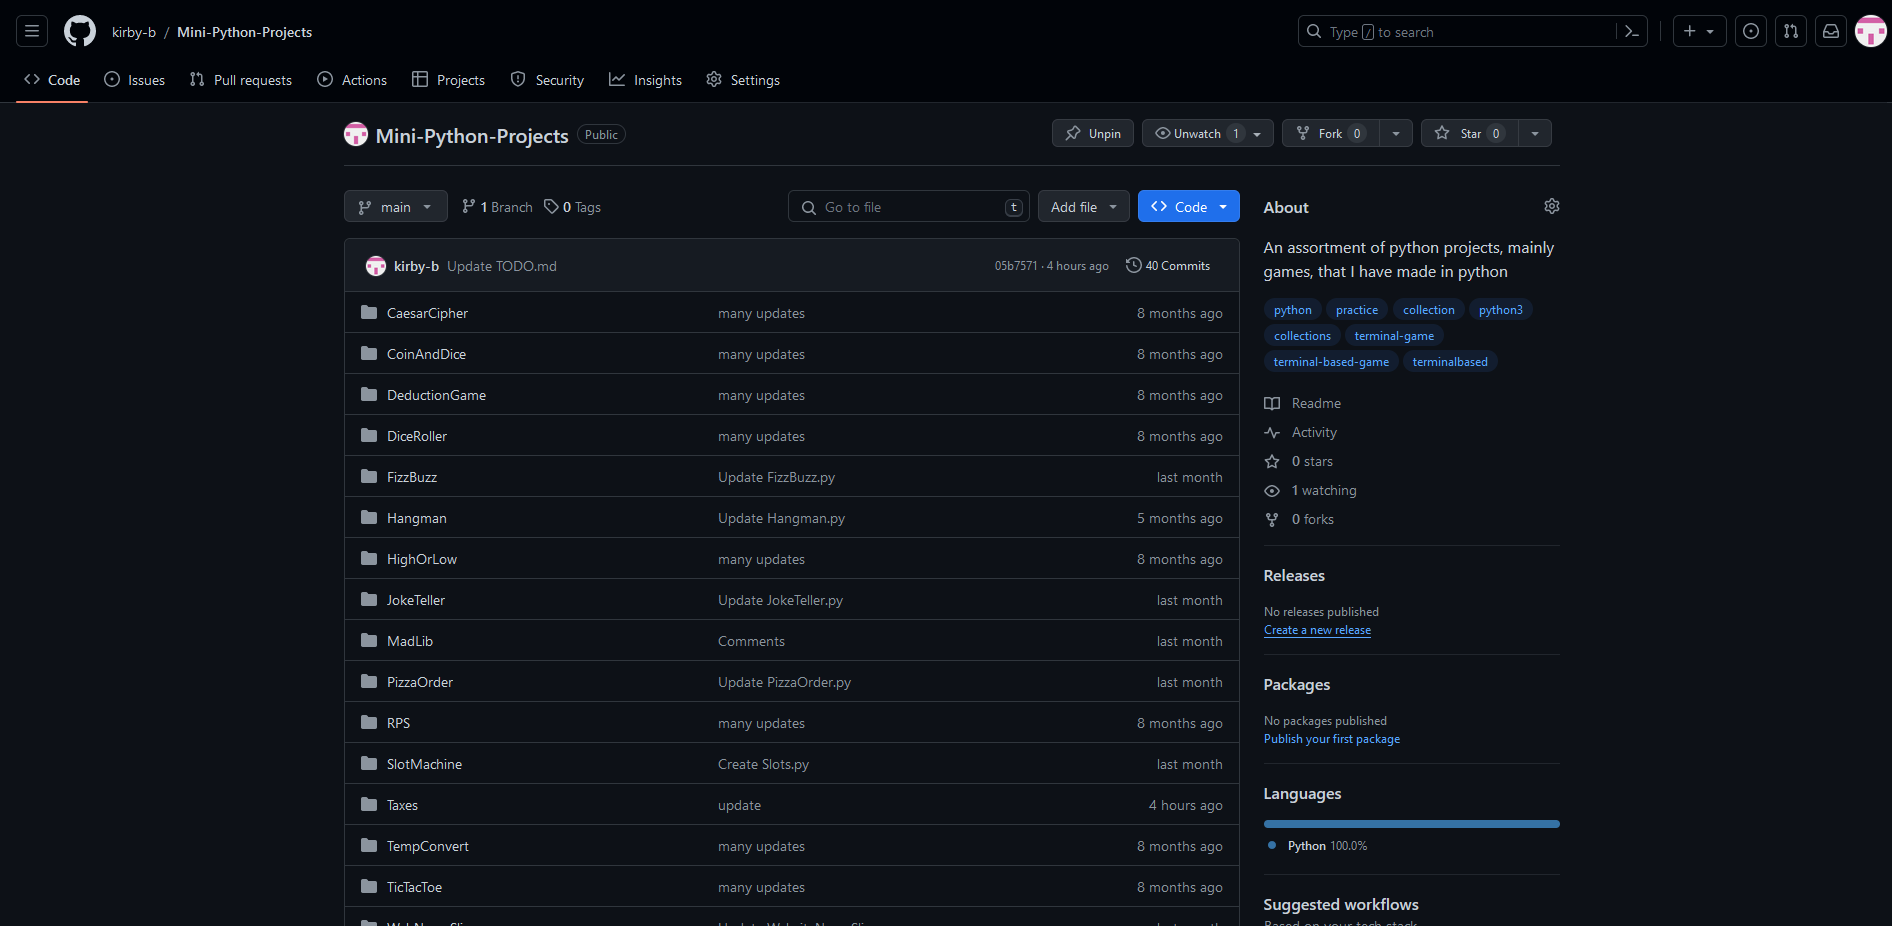 kirby-b / Mini-Python-Projects
Type / to search
Code Issues Pull requests Actions Projects Security Insights Settings
Mini-Python-Projects Public
Unpin Unwatch 1 Fork 0 Star 0
main 1 Branch 0 Tags
Go to file t Add file Code
kirby-b Update TODO.md 05b7571 · 4 hours ago 40 Commits
CaesarCipher many updates 8 months ago
CoinAndDice many updates 8 months ago
DeductionGame many updates 8 months ago
DiceRoller many updates 8 months ago
FizzBuzz Update FizzBuzz.py last month
Hangman Update Hangman.py 5 months ago
HighOrLow many updates 8 months ago
JokeTeller Update JokeTeller.py last month
MadLib Comments last month
PizzaOrder Update PizzaOrder.py last month
RPS many updates 8 months ago
SlotMachine Create Slots.py last month
Taxes update 4 hours ago
TempConvert many updates 8 months ago
TicTacToe many updates 8 months ago
About
An assortment of python projects, mainly
games, that I have made in python
python practice collection python3
collections terminal-game
terminal-based-game terminalbased
Readme
Activity
0 stars
1 watching
0 forks
Releases
No releases published
Create a new release
Packages
No packages published
Publish your first package
Languages
Python 100.0%
Suggested workflows
Based on your tech stack